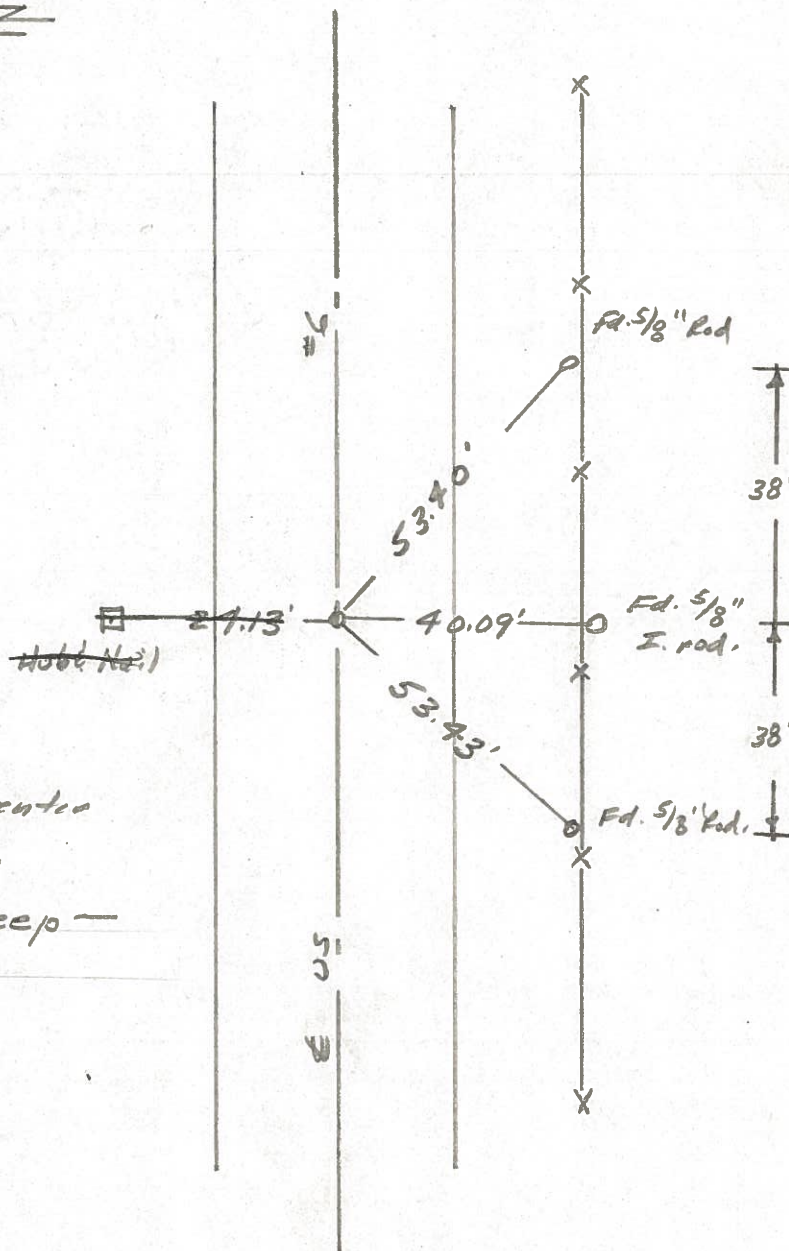 Fd. 5/8" Rod
38'
53.40'
24.13'
40.09'
Fd. 5/8"
I. rod.
Hub & Nail
53.43'
38'
Fd. 5/8" Rod.